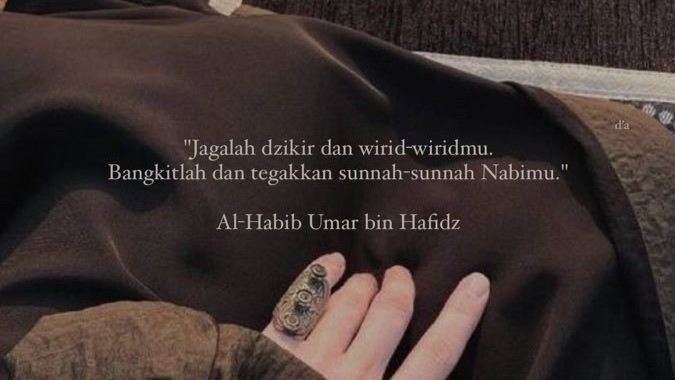 "Jagalah dzikir dan wirid-wiridmu.
Bangkitlah dan tegakkan sunnah-sunnah Nabimu."
Al-Habib Umar bin Hafidz
d'a